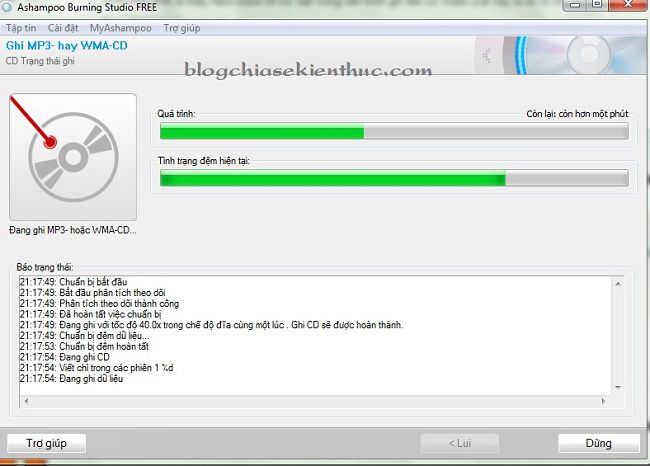 Ashampoo Burning Studio FREE
Tập tin Cài đặt MyAshampoo Trợ giúp
Ghi MP3- hay WMA-CD
CD Trạng thái ghi
blogchiasekienthuc.com
Quá trình: Còn lại: còn hơn một phút
Tình trạng đệm hiện tại:
Đang ghi MP3- hoặc WMA-CD...
Báo trạng thái:
21:17:49: Chuẩn bị bắt đầu
21:17:49: Bắt đầu phân tích theo dõi
21:17:49: Phân tích theo dõi thành công
21:17:49: Đã hoàn tất việc chuẩn bị
21:17:49: Đang ghi với tốc độ 40.0x trong chế độ đĩa cùng một lúc . Ghi CD sẽ được hoàn thành.
21:17:49: Chuẩn bị đệm dữ liệu...
21:17:53: Chuẩn bị đệm hoàn tất
21:17:54: Đang ghi CD
21:17:54: Viết chì trong các phiên 1 %d
21:17:54: Đang ghi dữ liệu
Trợ giúp < Lui Dừng